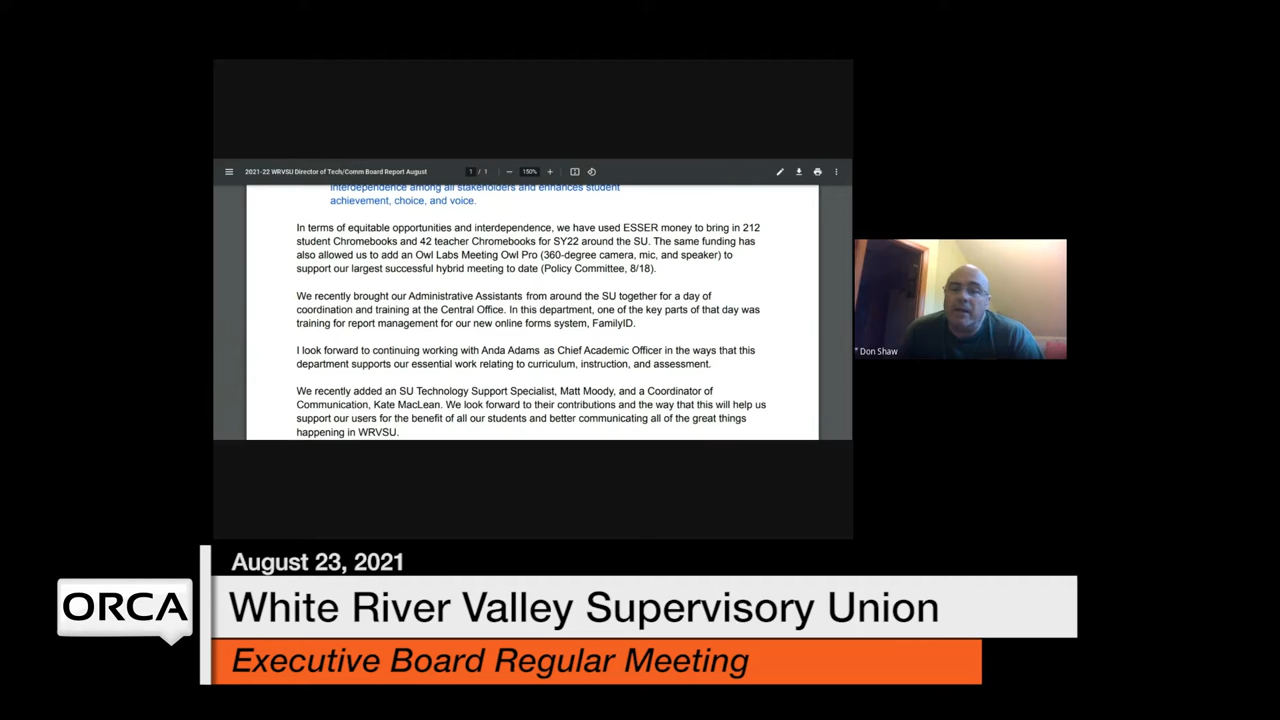 2021-22 WRVSU Director of Tech/Comm Board Report August
1 / 1
150%
interdependence among all stakeholders and enhances student
achievement, choice, and voice.
In terms of equitable opportunities and interdependence, we have used ESSER money to bring in 212
student Chromebooks and 42 teacher Chromebooks for SY22 around the SU. The same funding has
also allowed us to add an Owl Labs Meeting Owl Pro (360-degree camera, mic, and speaker) to
support our largest successful hybrid meeting to date (Policy Committee, 8/18).
We recently brought our Administrative Assistants from around the SU together for a day of
coordination and training at the Central Office. In this department, one of the key parts of that day was
training for report management for our new online forms system, FamilyID.
I look forward to continuing working with Anda Adams as Chief Academic Officer in the ways that this
department supports our essential work relating to curriculum, instruction, and assessment.
We recently added an SU Technology Support Specialist, Matt Moody, and a Coordinator of
Communication, Kate MacLean. We look forward to their contributions and the way that this will help us
support our users for the benefit of all our students and better communicating all of the great things
happening in WRVSU.
Don Shaw
August 23, 2021
ORCA
White River Valley Supervisory Union
Executive Board Regular Meeting